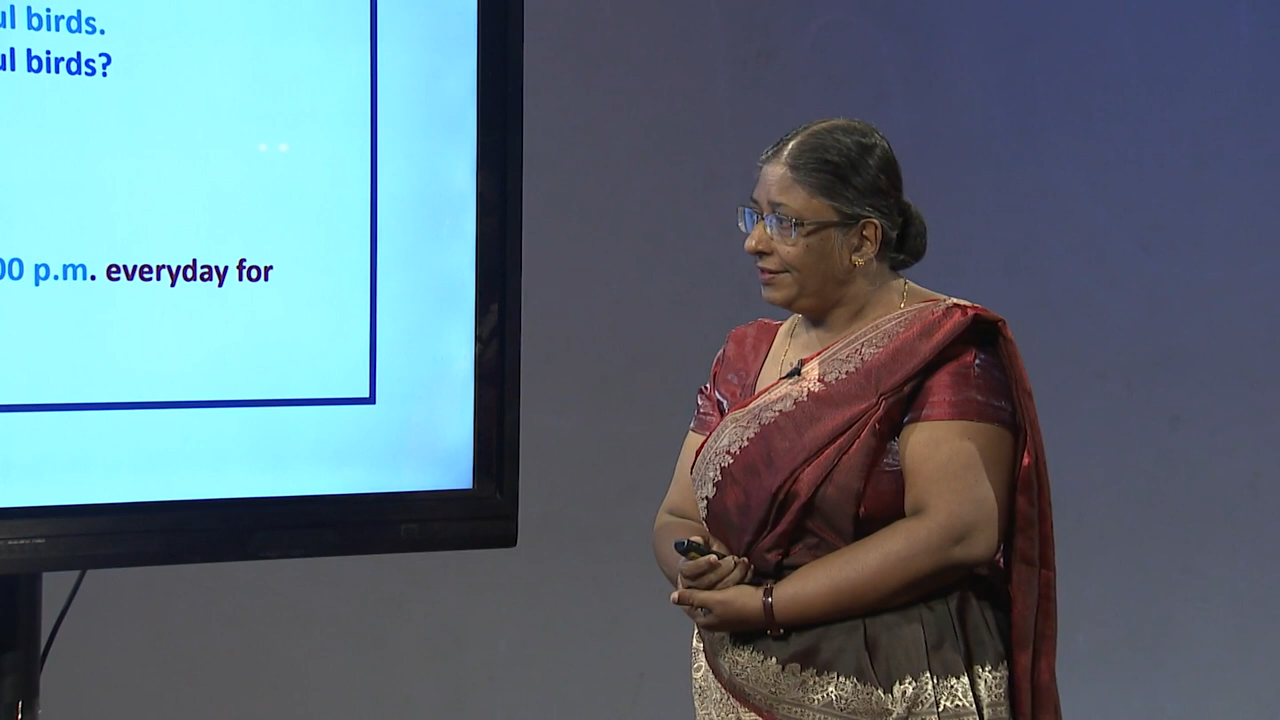 ul birds.
ul birds?
00 p.m. everyday for